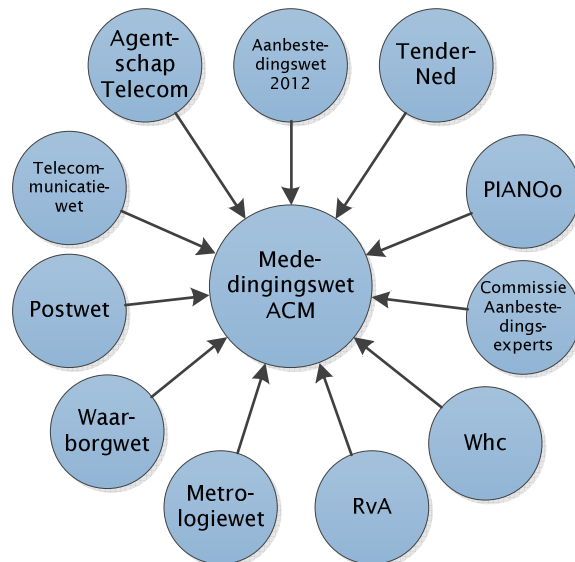 Agent-
schap
Telecom
Aanbeste-
dingswet
2012
Tender-
Ned
Telecom-
municatie-
wet
PIANOo
Mede-
dingingswet
ACM
Postwet
Commissie
Aanbeste-
dings-
experts
Waar-
borgwet
Whc
Metro-
logiewet
RvA